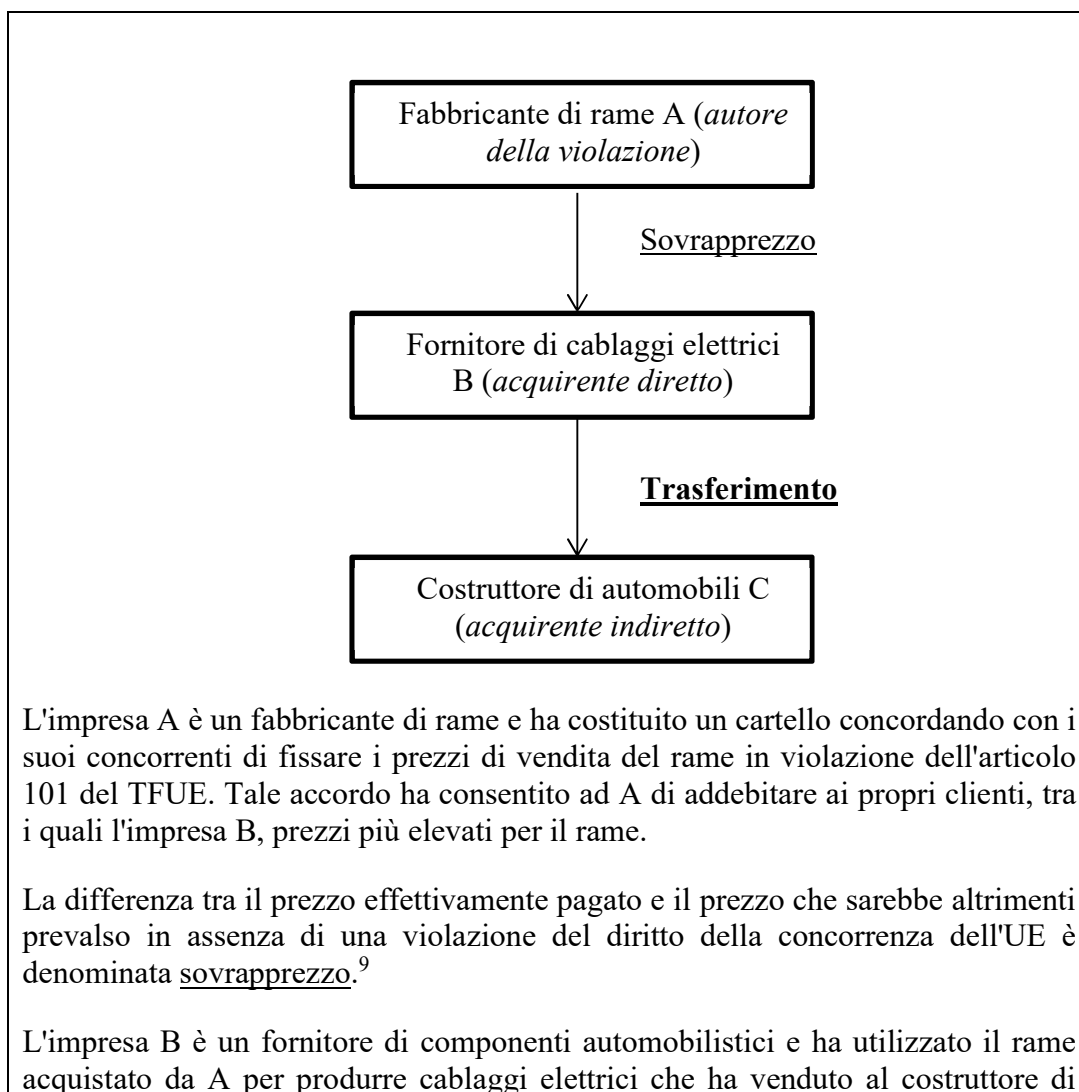 Fabbricante di rame A (autore
della violazione)
Sovrapprezzo
Fornitore di cablaggi elettrici
B (acquirente diretto)
Trasferimento
Costruttore di automobili C
(acquirente indiretto)
L'impresa A è un fabbricante di rame e ha costituito un cartello concordando con i
suoi concorrenti di fissare i prezzi di vendita del rame in violazione dell'articolo
101 del TFUE. Tale accordo ha consentito ad A di addebitare ai propri clienti, tra
i quali l'impresa B, prezzi più elevati per il rame.
La differenza tra il prezzo effettivamente pagato e il prezzo che sarebbe altrimenti
prevalso in assenza di una violazione del diritto della concorrenza dell'UE è
denominata sovrapprezzo.9
L'impresa B è un fornitore di componenti automobilistici e ha utilizzato il rame
acquistato da A per produrre cablaggi elettrici che ha venduto al costruttore di